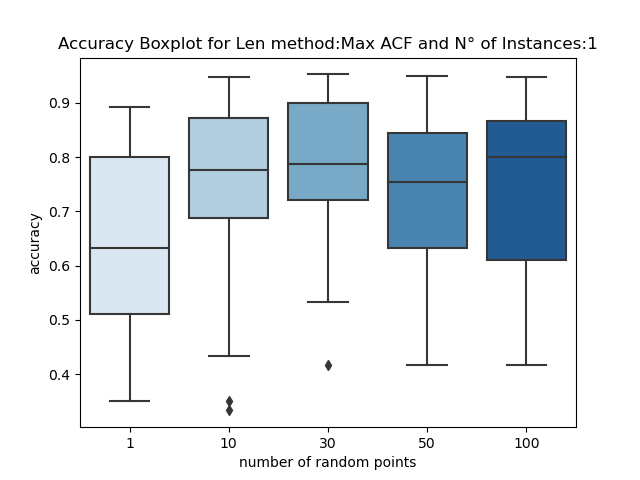 Accuracy Boxplot for Len method:Max ACF and N° of Instances:1
0.9
0.8
0.7
0.6
0.5
0.4
accuracy
1 10 30 50 100
number of random points